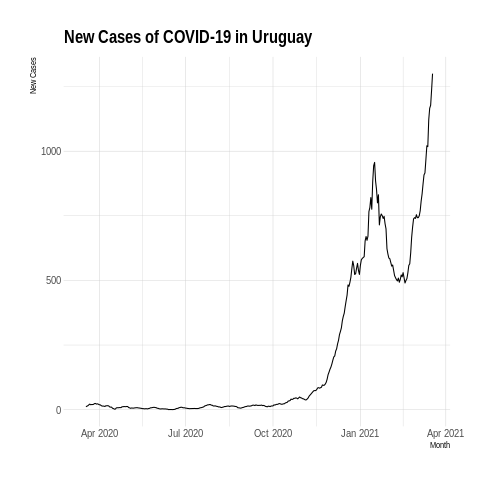 New Cases of COVID-19 in Uruguay
New Cases
1000
500
0
Apr 2020 Jul 2020 Oct 2020 Jan 2021 Apr 2021
Month